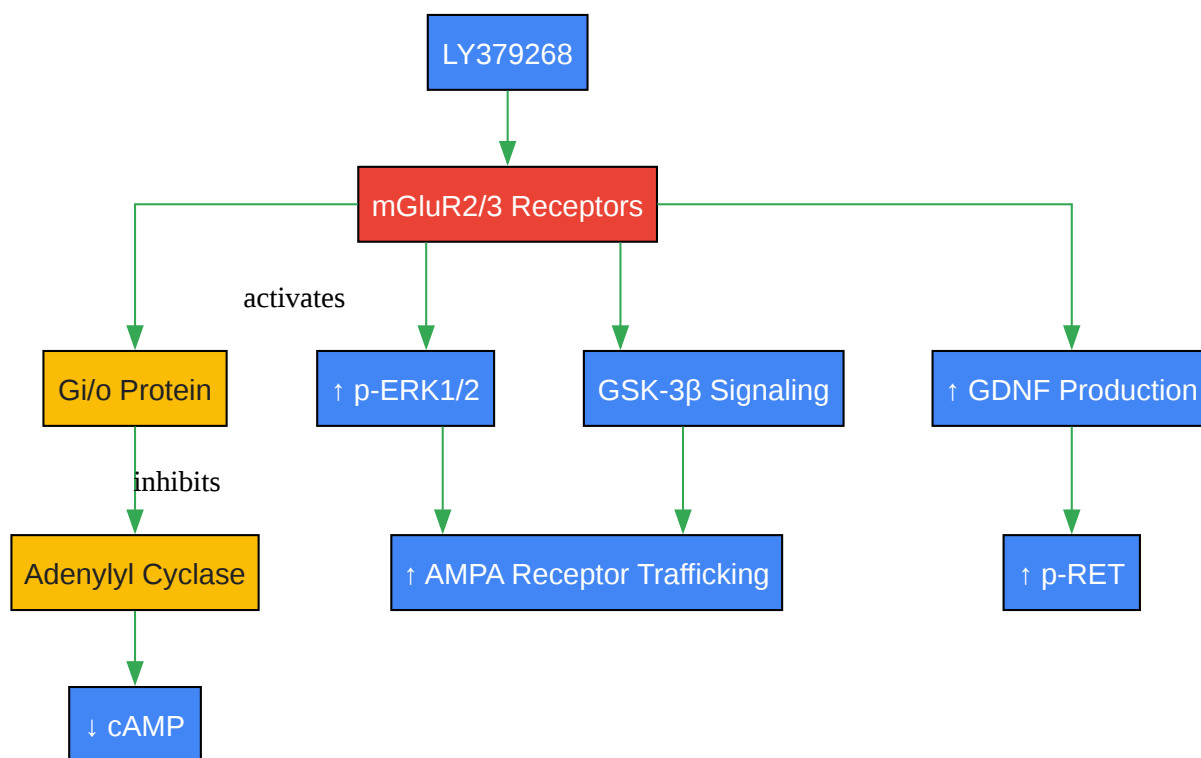 LY379268
mGluR2/3 Receptors
activates
Gi/o Protein
↑ p-ERK1/2
GSK-3β Signaling
↑ GDNF Production
inhibits
Adenylyl Cyclase
↑ AMPA Receptor Trafficking
↑ p-RET
↓ cAMP